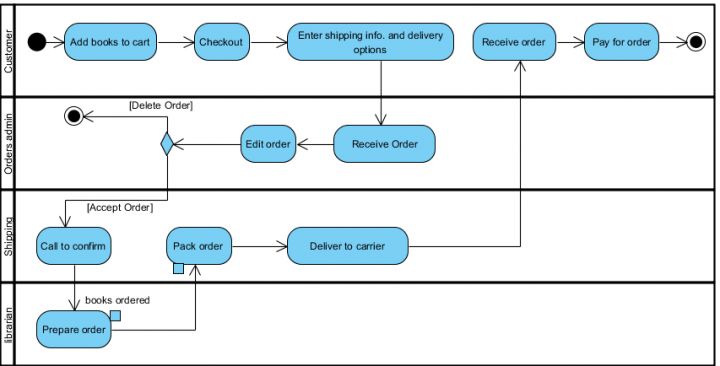 Customer
Add books to cart
Checkout
Enter shipping info. and delivery
options
Receive order
Pay for order
Orders admin
[Delete Order]
Edit order
Receive Order
[Accept Order]
Shipping
Call to confirm
Pack order
Deliver to carrier
librarian
books ordered
Prepare order